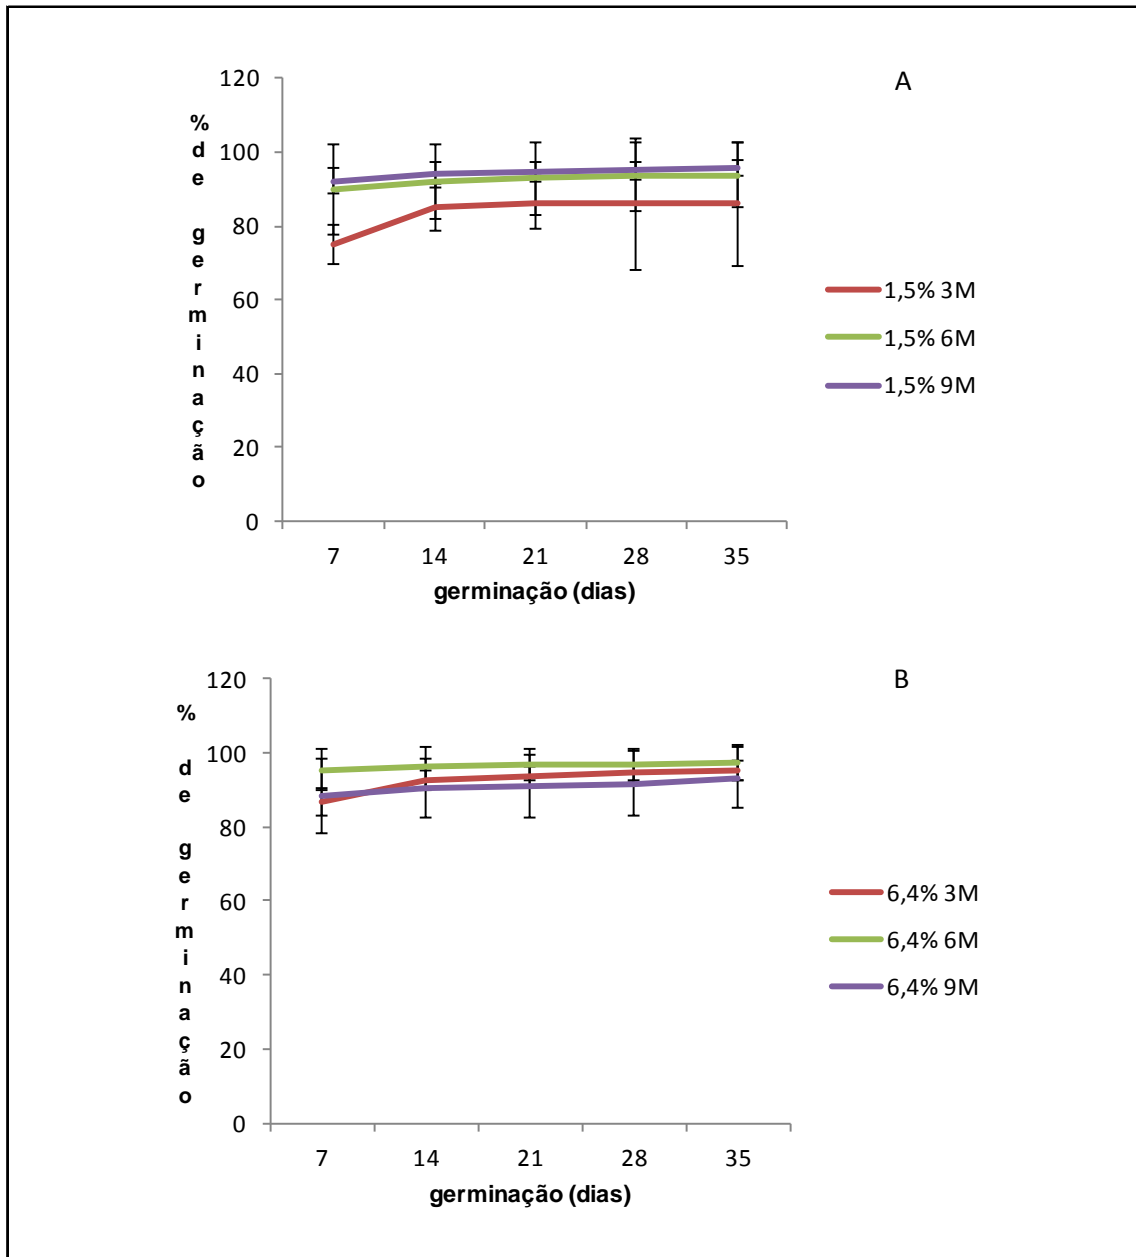 A
120
100
80
60
40
20
0
% de germinação
7 14 21 28 35
germinação (dias)
1,5% 3M
1,5% 6M
1,5% 9M
B
120
100
80
60
40
20
0
% de germinação
7 14 21 28 35
germinação (dias)
6,4% 3M
6,4% 6M
6,4% 9M